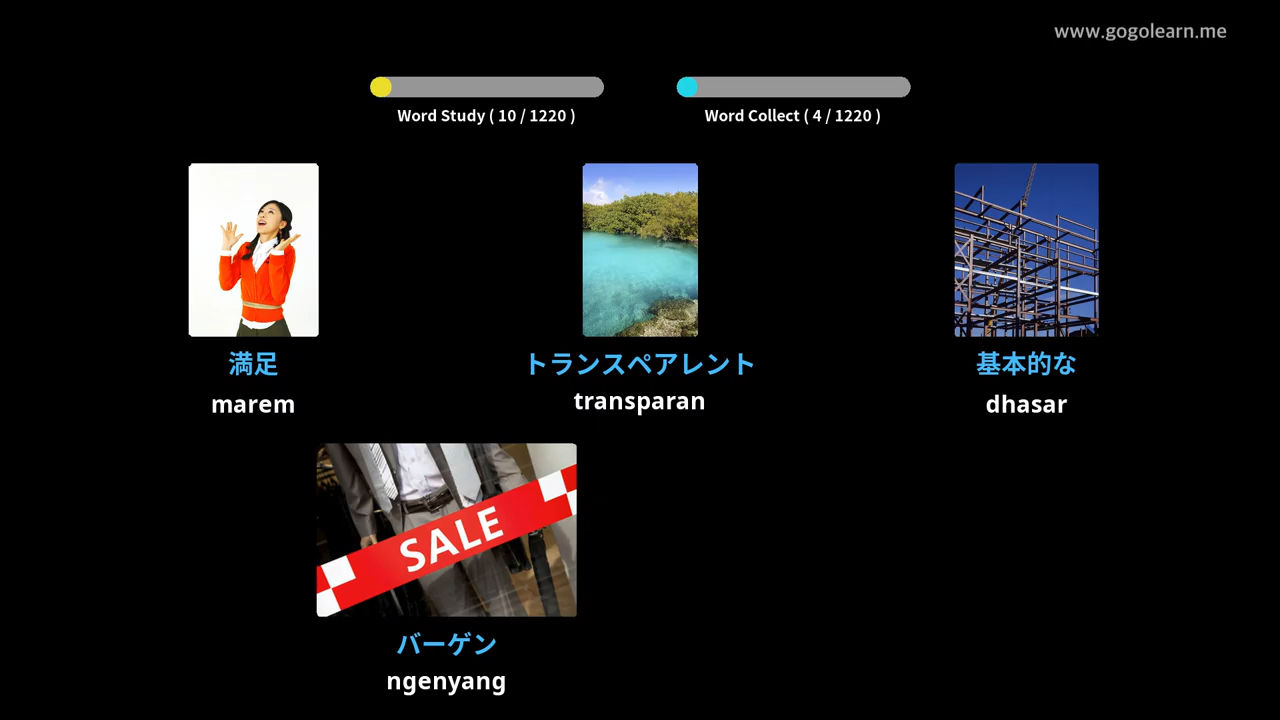 www.gogolearn.me
Word Study ( 10 / 1220 )
Word Collect ( 4 / 1220 )
満足
トランスペアレント
基本的な
marem
transparan
dhasar
SALE
バーゲン
ngenyang